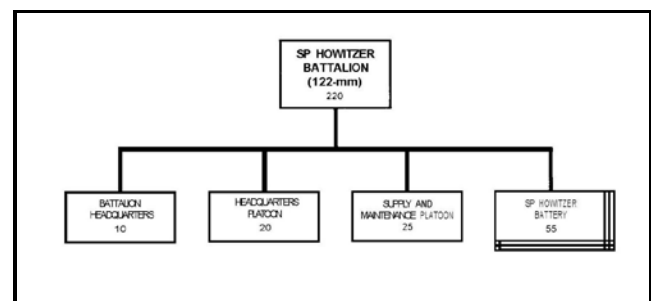 SP HOWITZER
BATTALION
(122-mm)
220
BATTALION
HEADQUARTERS
10
HEADQUARTERS
PLATOON
20
SUPPLY AND
MAINTENANCE PLATOON
25
SP HOWITZER
BATTERY
55